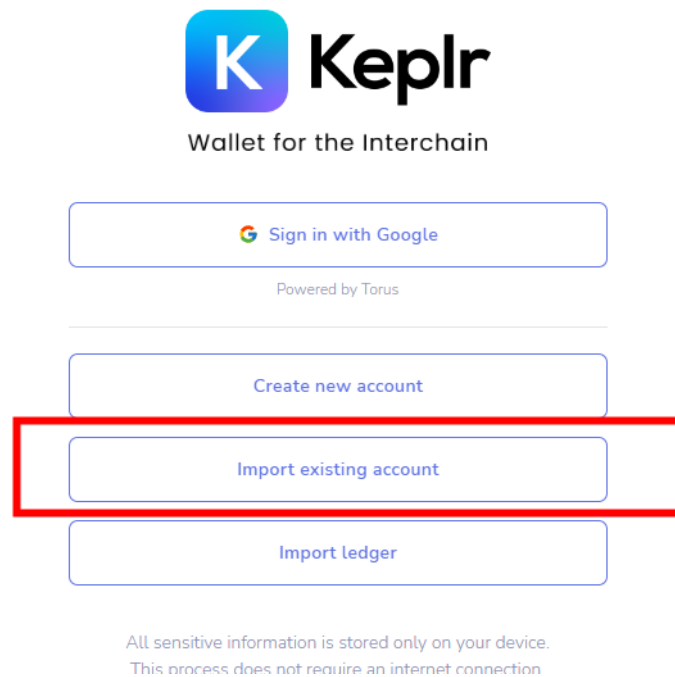 K Keplr
Wallet for the Interchain
G Sign in with Google
Powered by Torus
Create new account
Import existing account
Import ledger
All sensitive information is stored only on your device.
This process does not require an internet connection